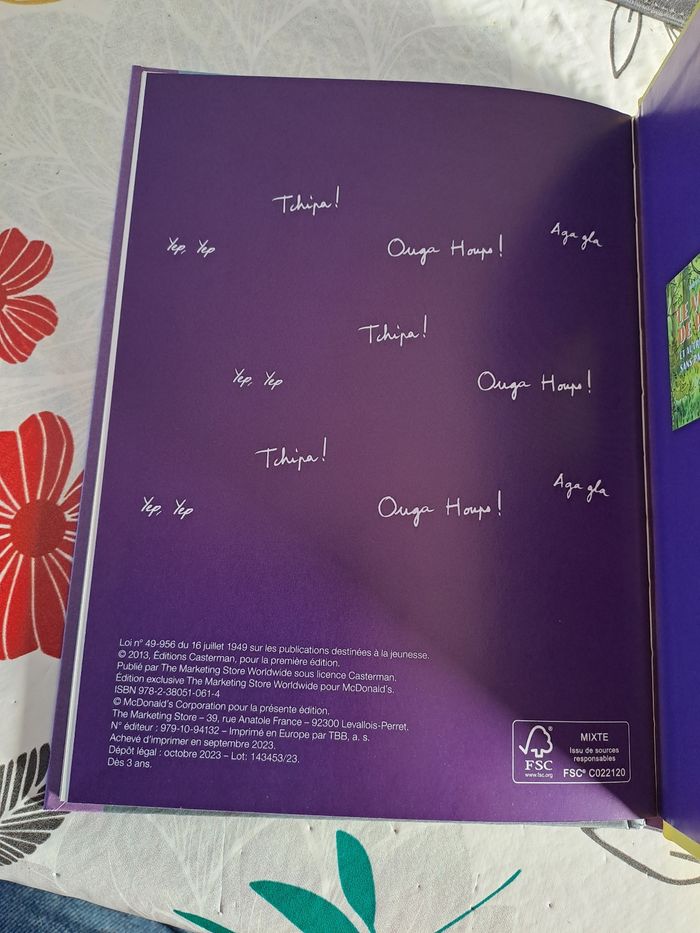 Tchipa!
Yep, Yep
Ouga Houps!
Aga gla
Tchipa!
Yep, Yep
Ouga Houps!
Tchipa!
Yep, Yep
Ouga Houps!
Aga gla
Loi n° 49-956 du 16 juillet 1949 sur les publications destinées à la jeunesse.
© 2013, Éditions Casterman, pour la première édition.
Publié par The Marketing Store Worldwide sous licence Casterman.
Édition exclusive The Marketing Store Worldwide pour McDonald's.
ISBN 978-2-38051-061-4
© McDonald's Corporation pour la présente édition.
The Marketing Store – 39, rue Anatole France – 92300 Levallois-Perret.
N° éditeur : 979-10-94132 – Imprimé en Europe par TBB, a. s.
Achevé d'imprimer en septembre 2023.
Dépôt légal : octobre 2023 – Lot: 143453/23.
Dès 3 ans.
FSC
www.fsc.org
MIXTE
Issu de sources
responsables
FSC® C022120